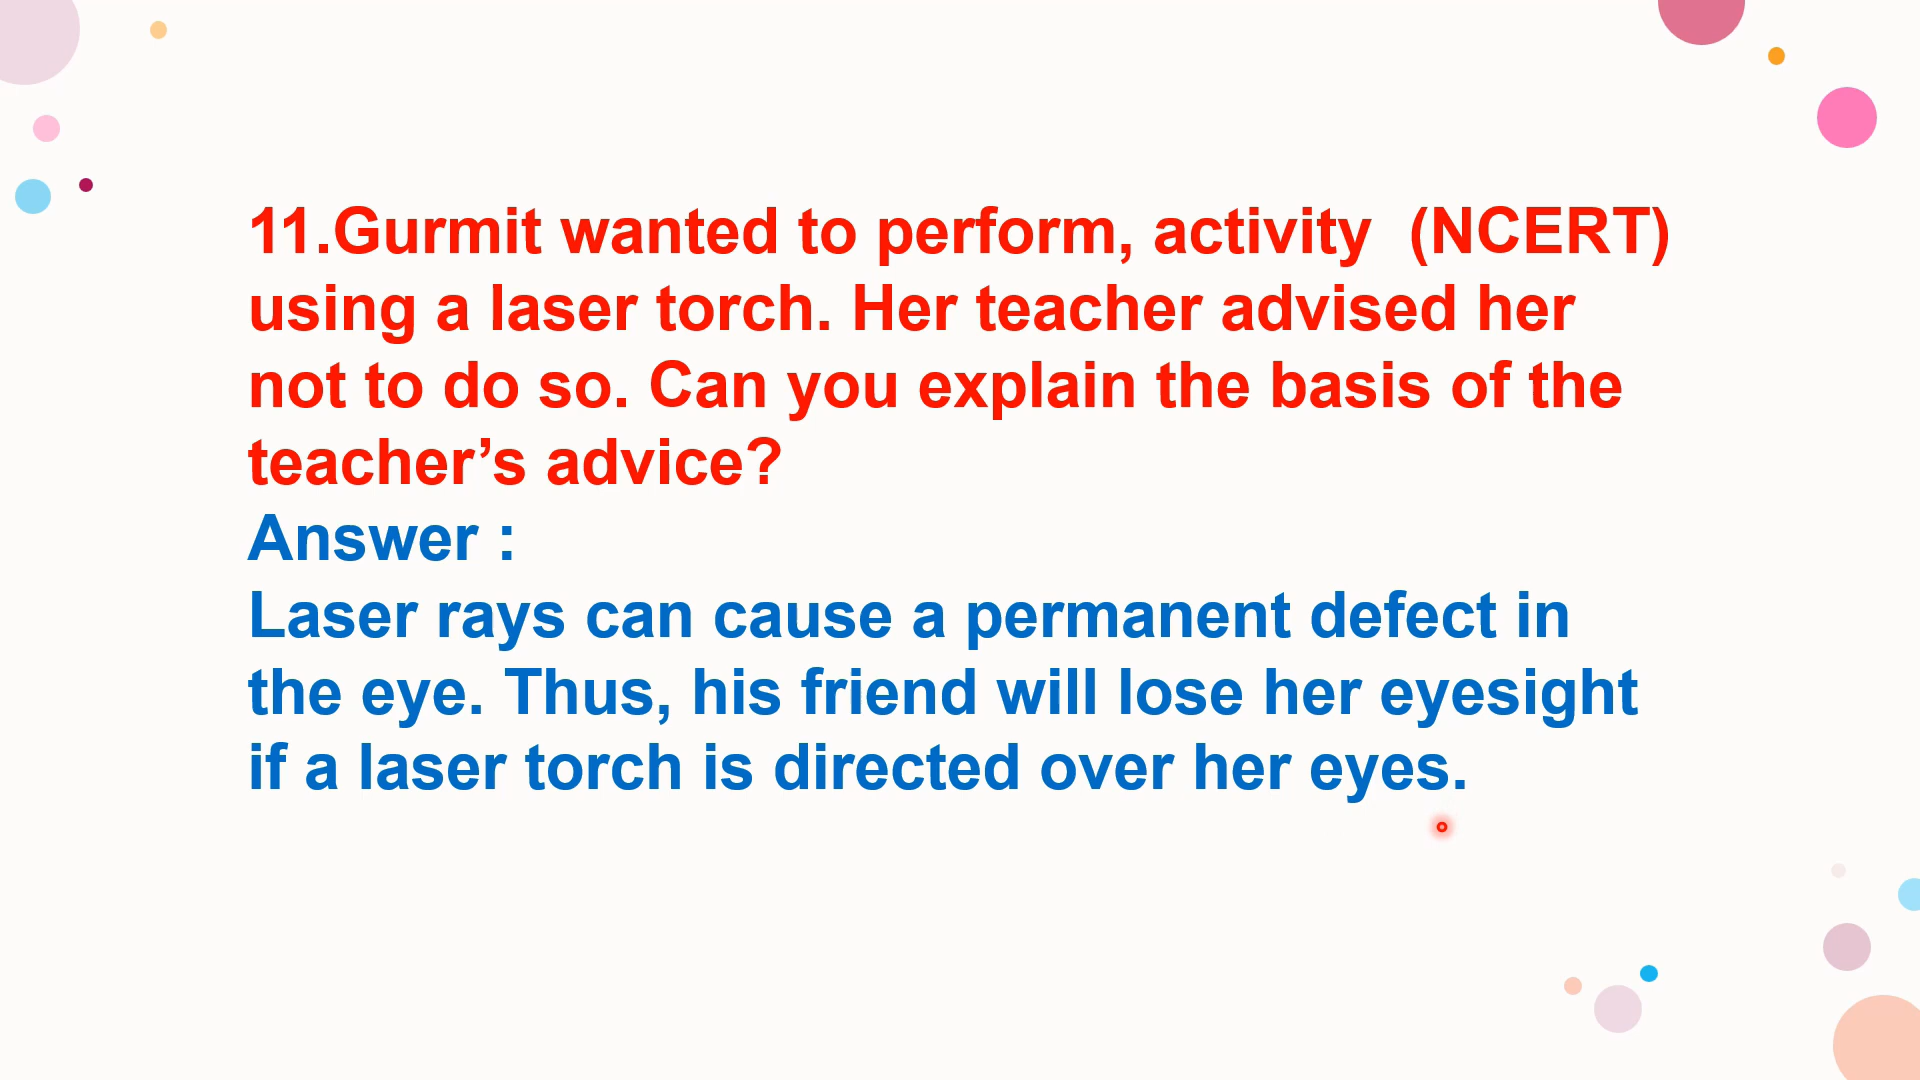 11.Gurmit wanted to perform, activity  (NCERT)
using a laser torch. Her teacher advised her
not to do so. Can you explain the basis of the
teacher’s advice?
Answer :
Laser rays can cause a permanent defect in
the eye. Thus, his friend will lose her eyesight
if a laser torch is directed over her eyes.